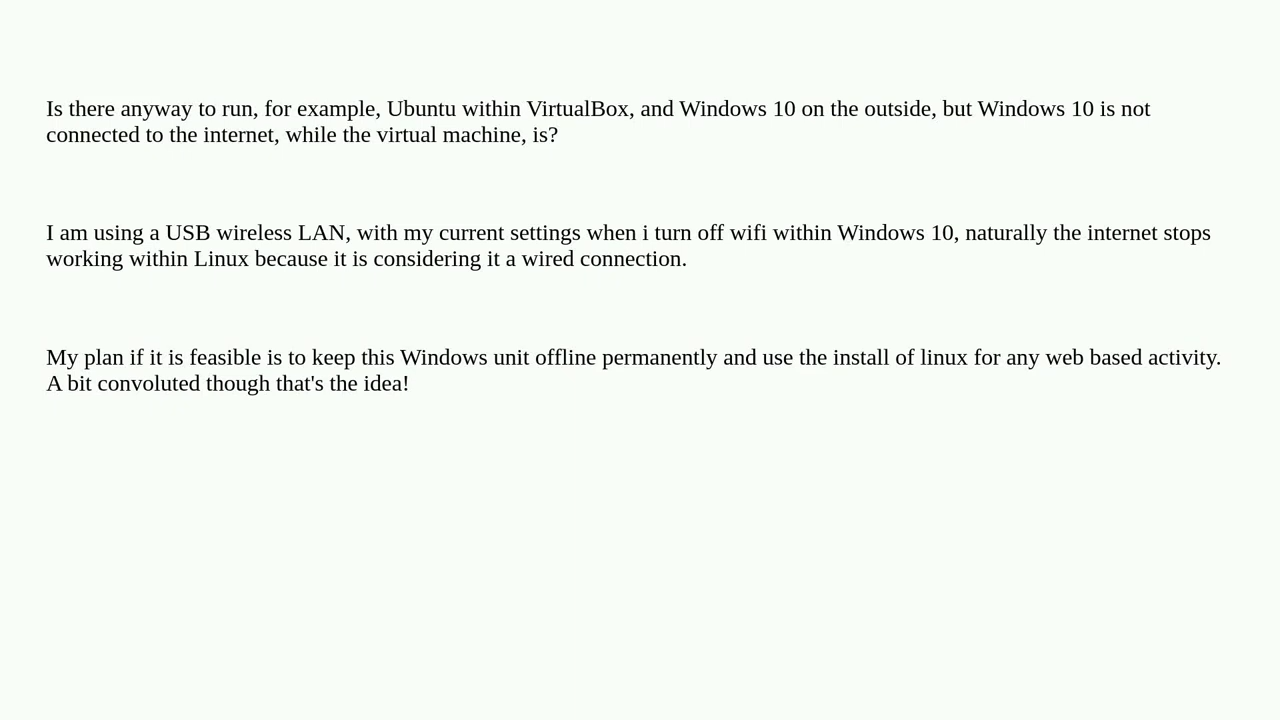 Is there anyway to run, for example, Ubuntu within VirtualBox, and Windows 10 on the outside, but Windows 10 is not
connected to the internet, while the virtual machine, is?
I am using a USB wireless LAN, with my current settings when i turn off wifi within Windows 10, naturally the internet stops
working within Linux because it is considering it a wired connection.
My plan if it is feasible is to keep this Windows unit offline permanently and use the install of linux for any web based activity.
A bit convoluted though that's the idea!